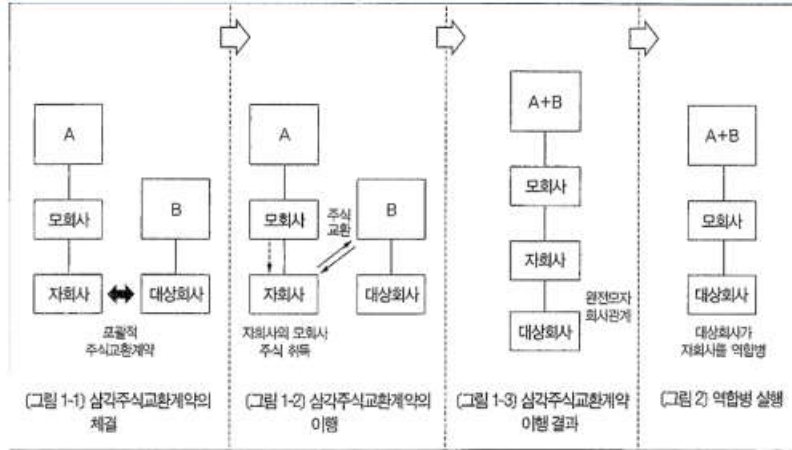 A
모회사
자회사
B
대상회사
포괄적
주식교환계약
(그림 1-1) 삼각주식교환계약의
체결
A
모회사
자회사
주식
교환
B
대상회사
자회사의 모회사
주식 취득
(그림 1-2) 삼각주식교환계약의
이행
A+B
모회사
자회사
대상회사
완전모자
회사관계
(그림 1-3) 삼각주식교환계약
이행 결과
A+B
모회사
대상회사
대상회사가
자회사를 역합병
(그림 2) 역합병 실행